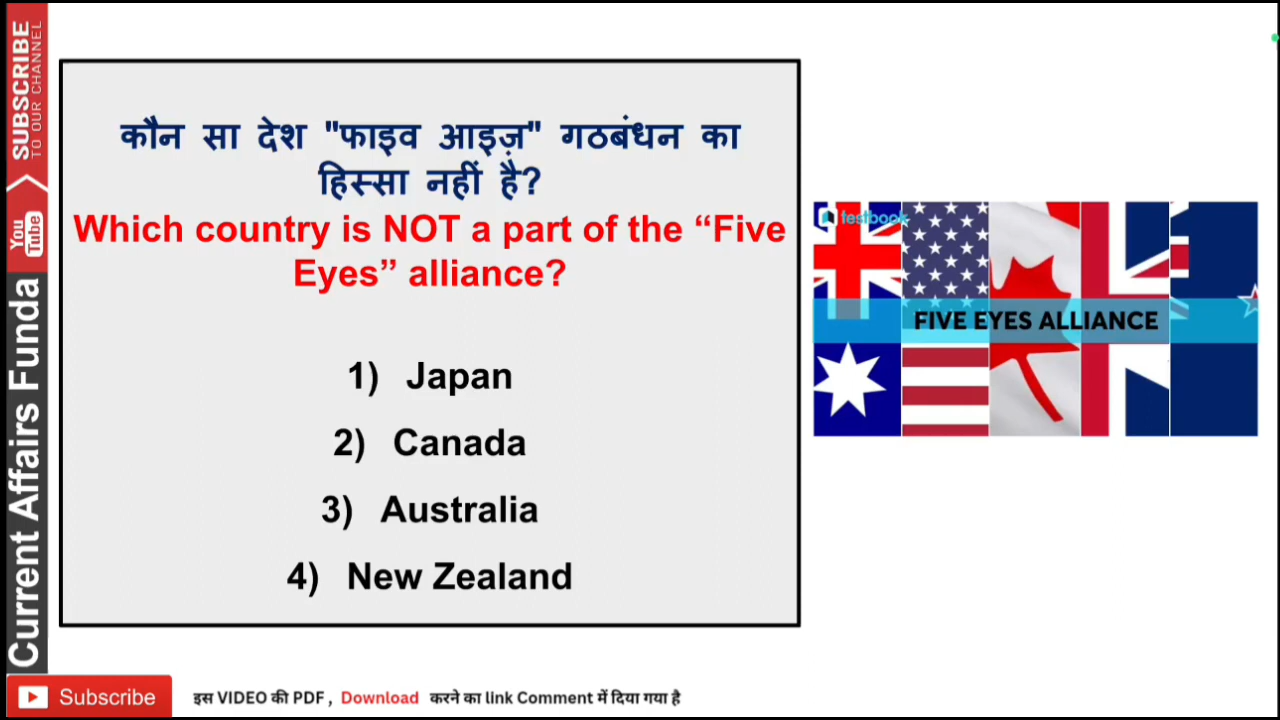 SUBSCRIBE
TO OUR CHANNEL
You
Tube
Current Affairs Funda
कौन सा देश "फाइव आइज़" गठबंधन का
हिस्सा नहीं है?
Which country is NOT a part of the “Five
Eyes” alliance?
1) Japan
2) Canada
3) Australia
4) New Zealand
testbook
FIVE EYES ALLIANCE
Subscribe
इस VIDEO की PDF , Download करने का link Comment में दिया गया है